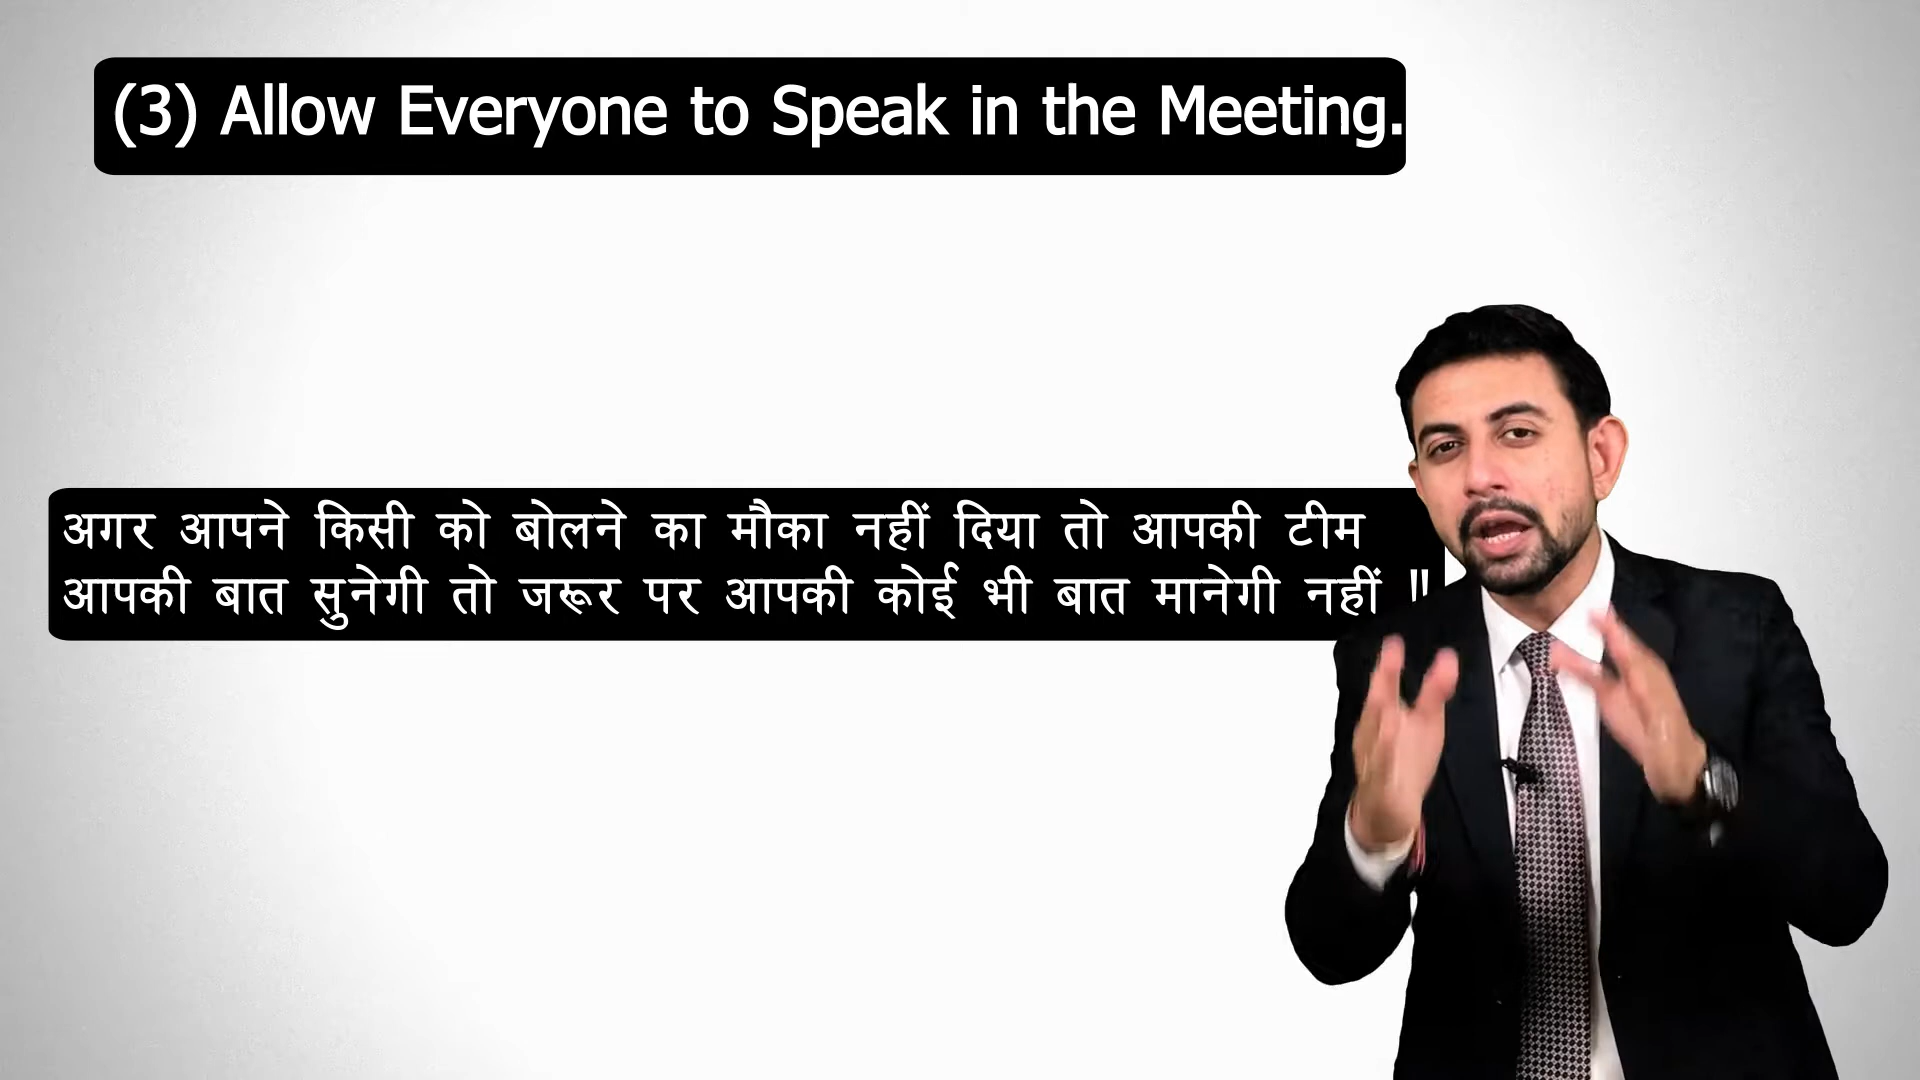 (3) Allow Everyone to Speak in the Meeting.
अगर आपने किसी को बोलने का मौका नहीं दिया तो आपकी टीम
आपकी बात सुनेगी तो जरूर पर आपकी कोई भी बात मानेगी नहीं !!